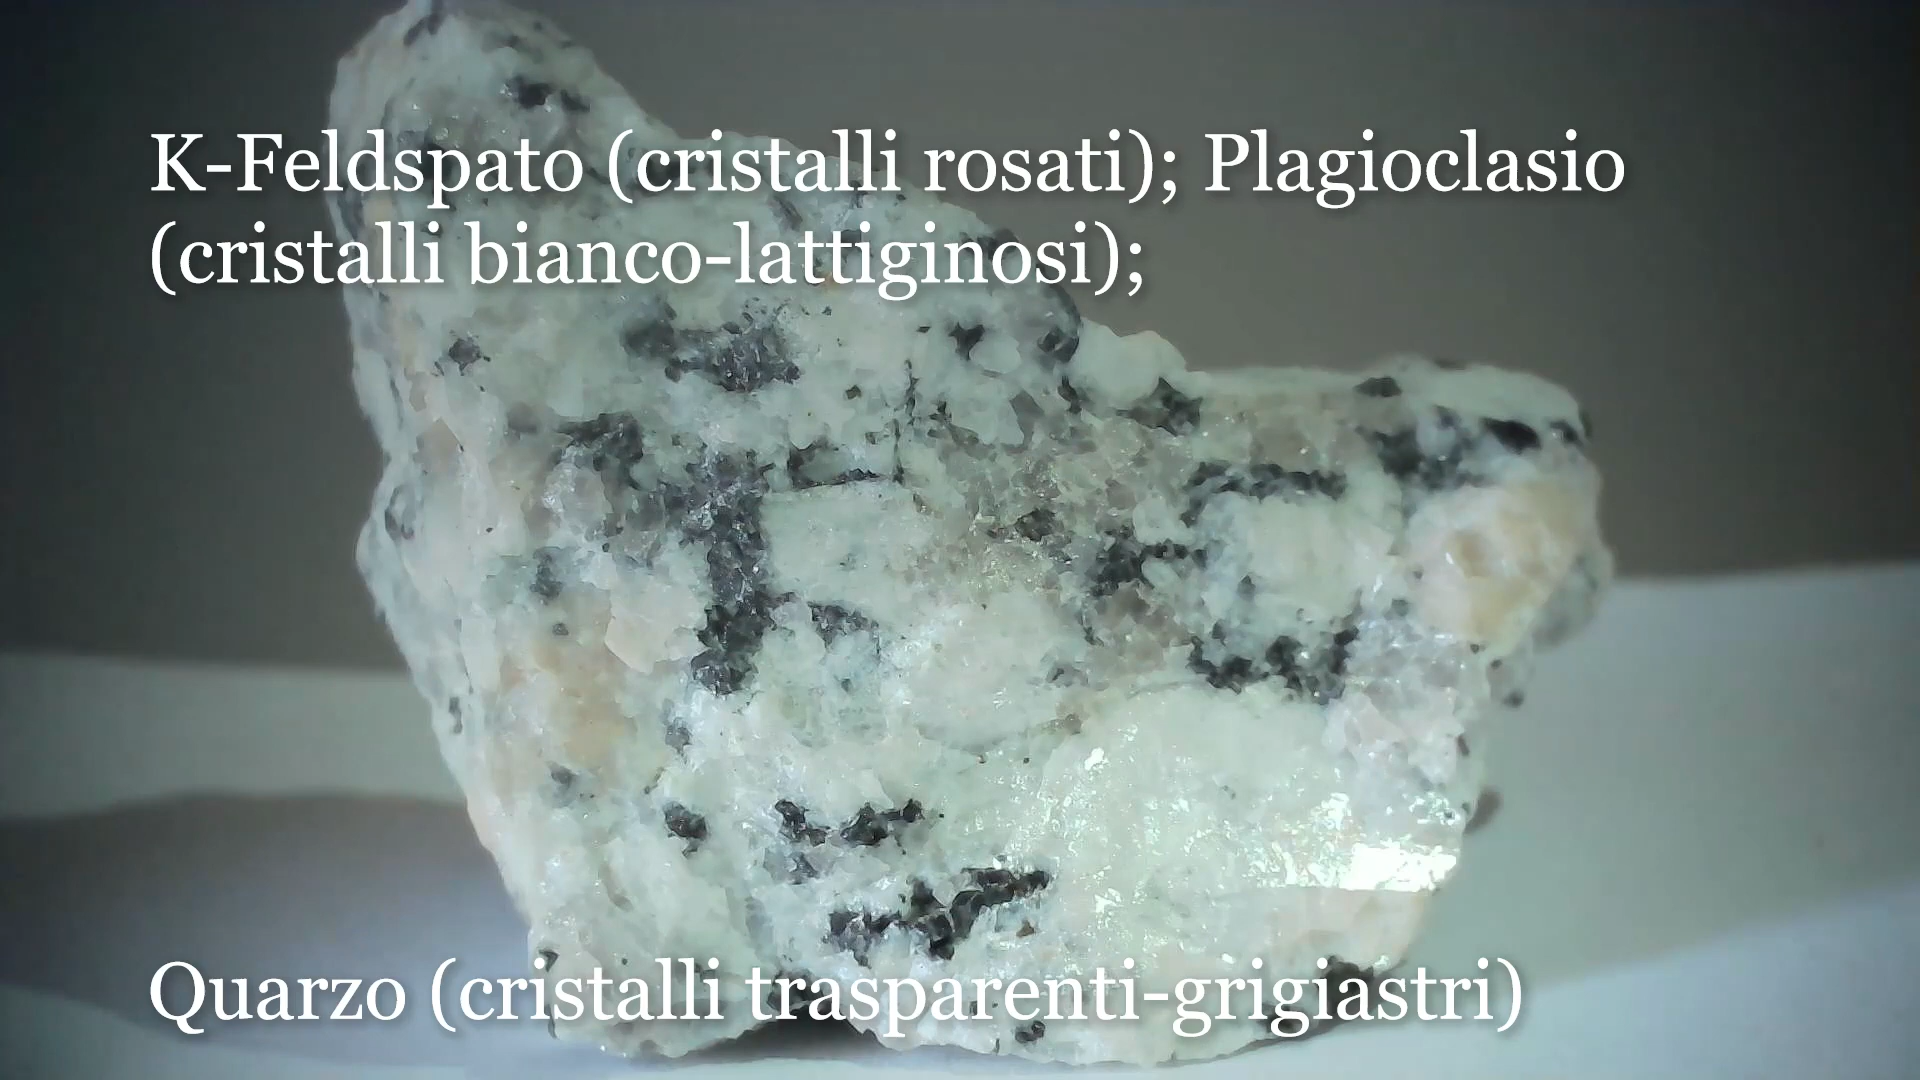 K-Feldspato (cristalli rosati); Plagioclasio
(cristalli bianco-lattiginosi);
Quarzo (cristalli trasparenti-grigiastri)